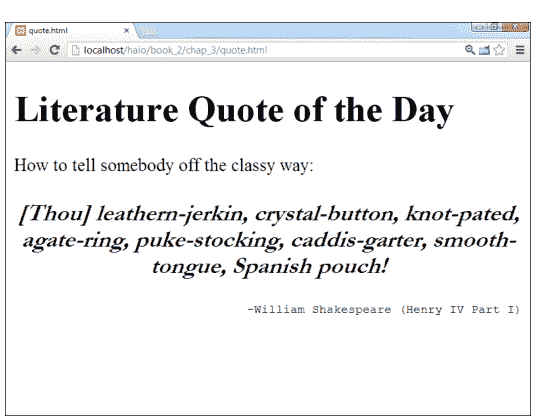 quote.html
localhost/haio/book_2/chap_3/quote.html
Literature Quote of the Day
How to tell somebody off the classy way:
[Thou] leathern-jerkin, crystal-button, knot-pated,
agate-ring, puke-stocking, caddis-garter, smooth-
tongue, Spanish pouch!
-William Shakespeare (Henry IV Part I)